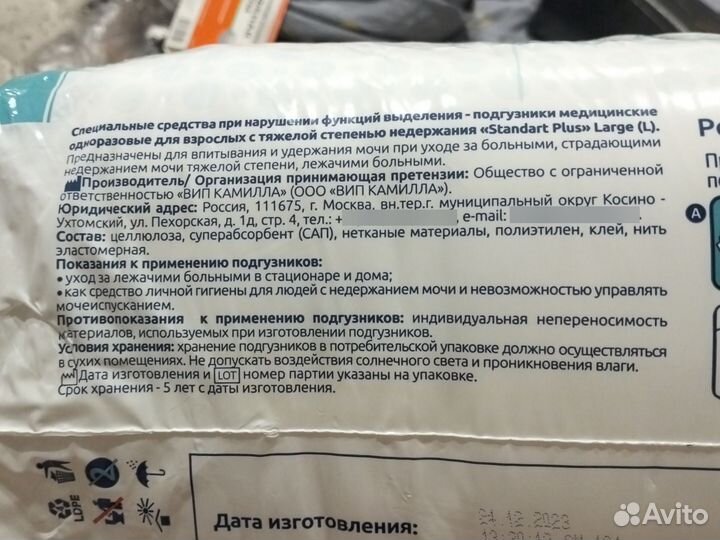 Специальные средства при нарушении функций выделения - подгузники медицинские
одноразовые для взрослых с тяжелой степенью недержания «Standart Plus» Large (L).
Предназначены для впитывания и удержания мочи при уходе за больными, страдающими
недержанием мочи тяжелой степени, лежачими больными.
Производитель/ Организация принимающая претензии: Общество с ограниченной
ответственностью «ВИП КАМИЛЛА» (ООО «ВИП КАМИЛЛА»).
Юридический адрес: Россия, 111675, г. Москва, вн.тер.г. муниципальный округ Косино -
Ухтомский, ул. Пехорская, д. 1д, стр. 4, тел.: + , e-mail: .
Состав: целлюлоза, суперабсорбент (САП), нетканые материалы, полиэтилен, клей, нить
эластомерная.
Показания к применению подгузников:
• уход за лежачими больными в стационаре и дома;
• как средство личной гигиены для людей с недержанием мочи и невозможностью управлять
мочеиспусканием.
Противопоказания к применению подгузников: индивидуальная непереносимость
материалов, используемых при изготовлении подгузников.
Условия хранения: хранение подгузников в потребительской упаковке должно осуществляться
в сухих помещениях. Не допускать воздействия солнечного света и проникновения влаги.
Дата изготовления и LOT номер партии указаны на упаковке.
Срок хранения - 5 лет с даты изготовления.
Ре
П
по
A
LDPE
Дата изготовления:
24.12.2023
Avito